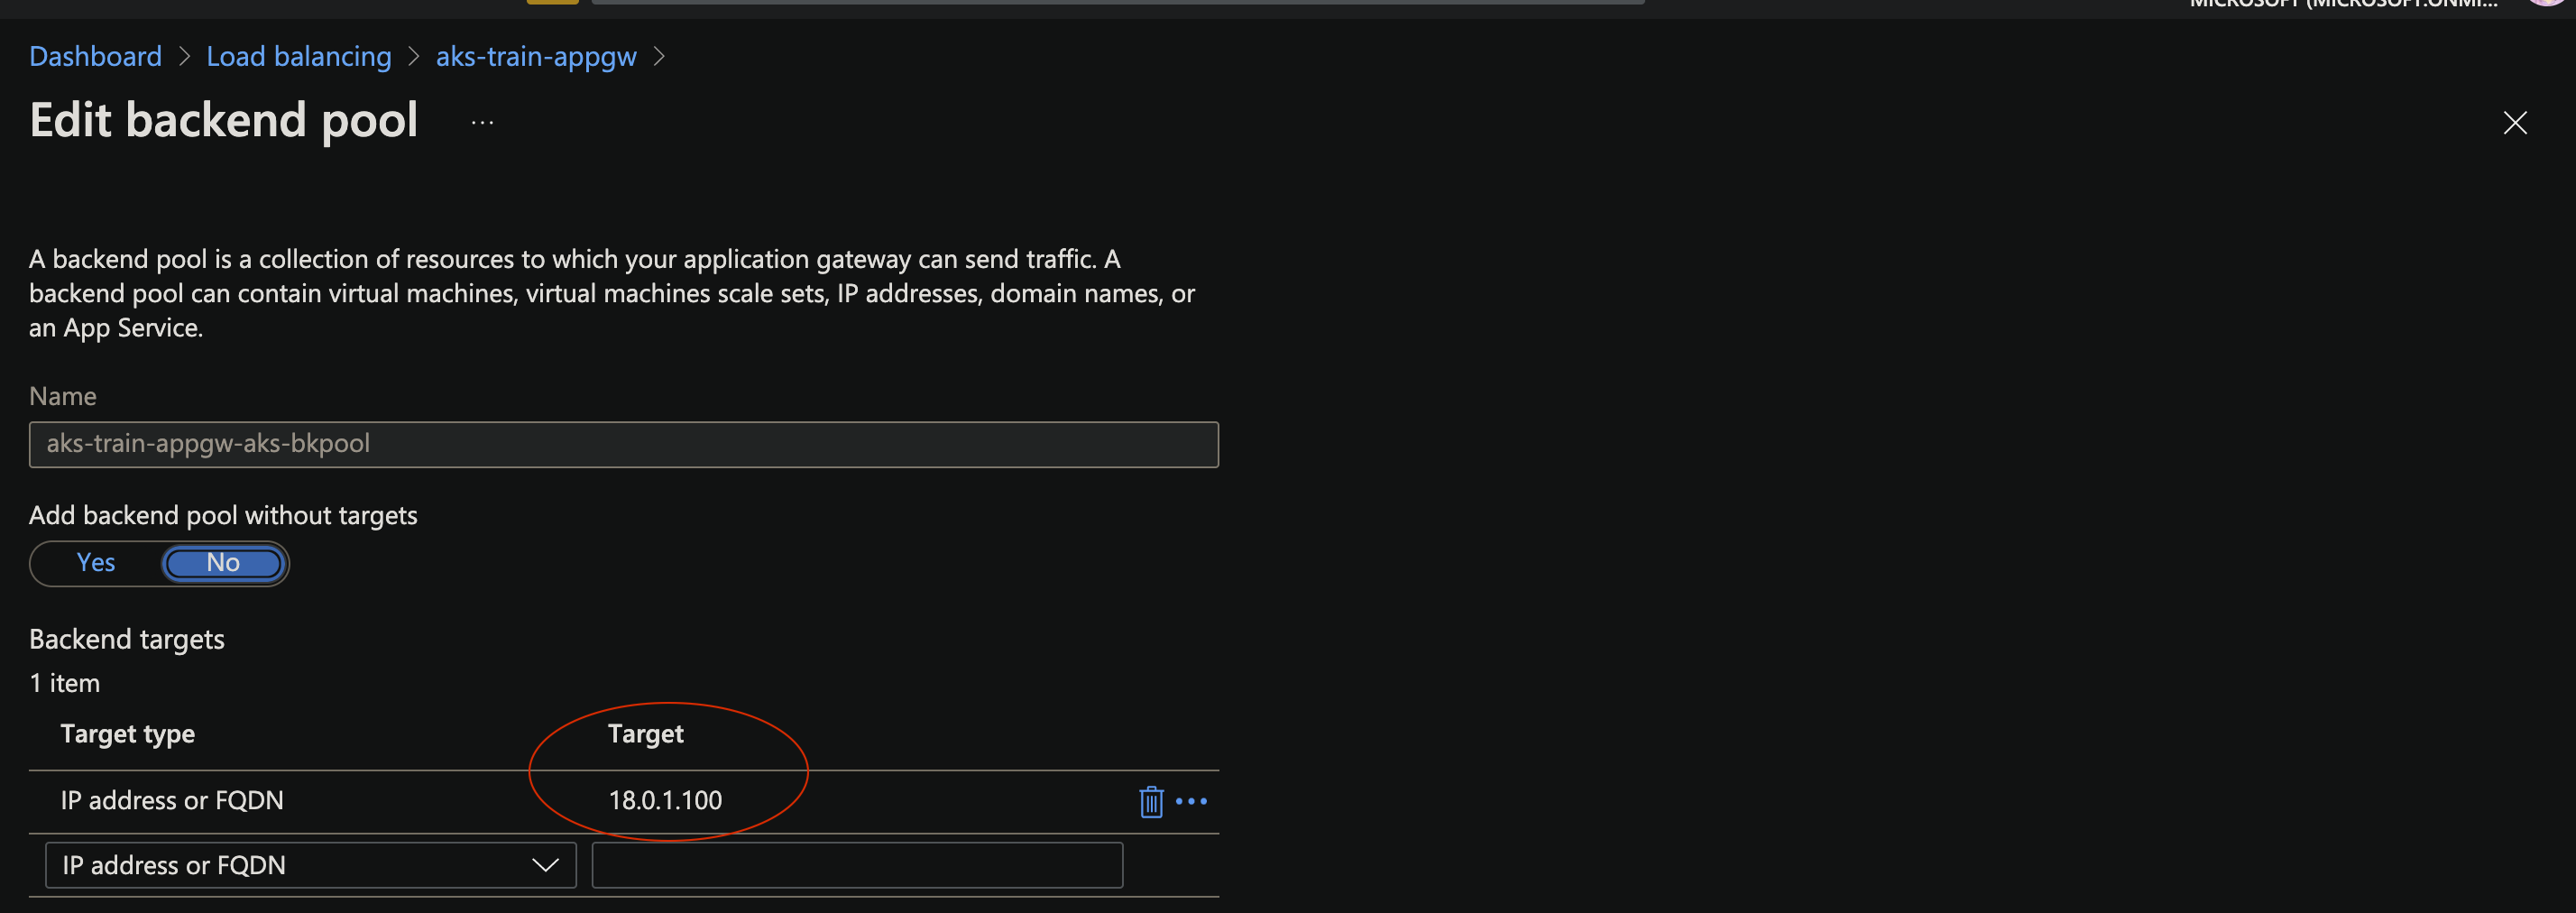 MICROSOFT (MICROSOFT.ONMI...
Dashboard > Load balancing > aks-train-appgw >
Edit backend pool ...
A backend pool is a collection of resources to which your application gateway can send traffic. A
backend pool can contain virtual machines, virtual machines scale sets, IP addresses, domain names, or
an App Service.
Name
aks-train-appgw-aks-bkpool
Add backend pool without targets
Yes No
Backend targets
1 item
Target type Target
IP address or FQDN 18.0.1.100
IP address or FQDN